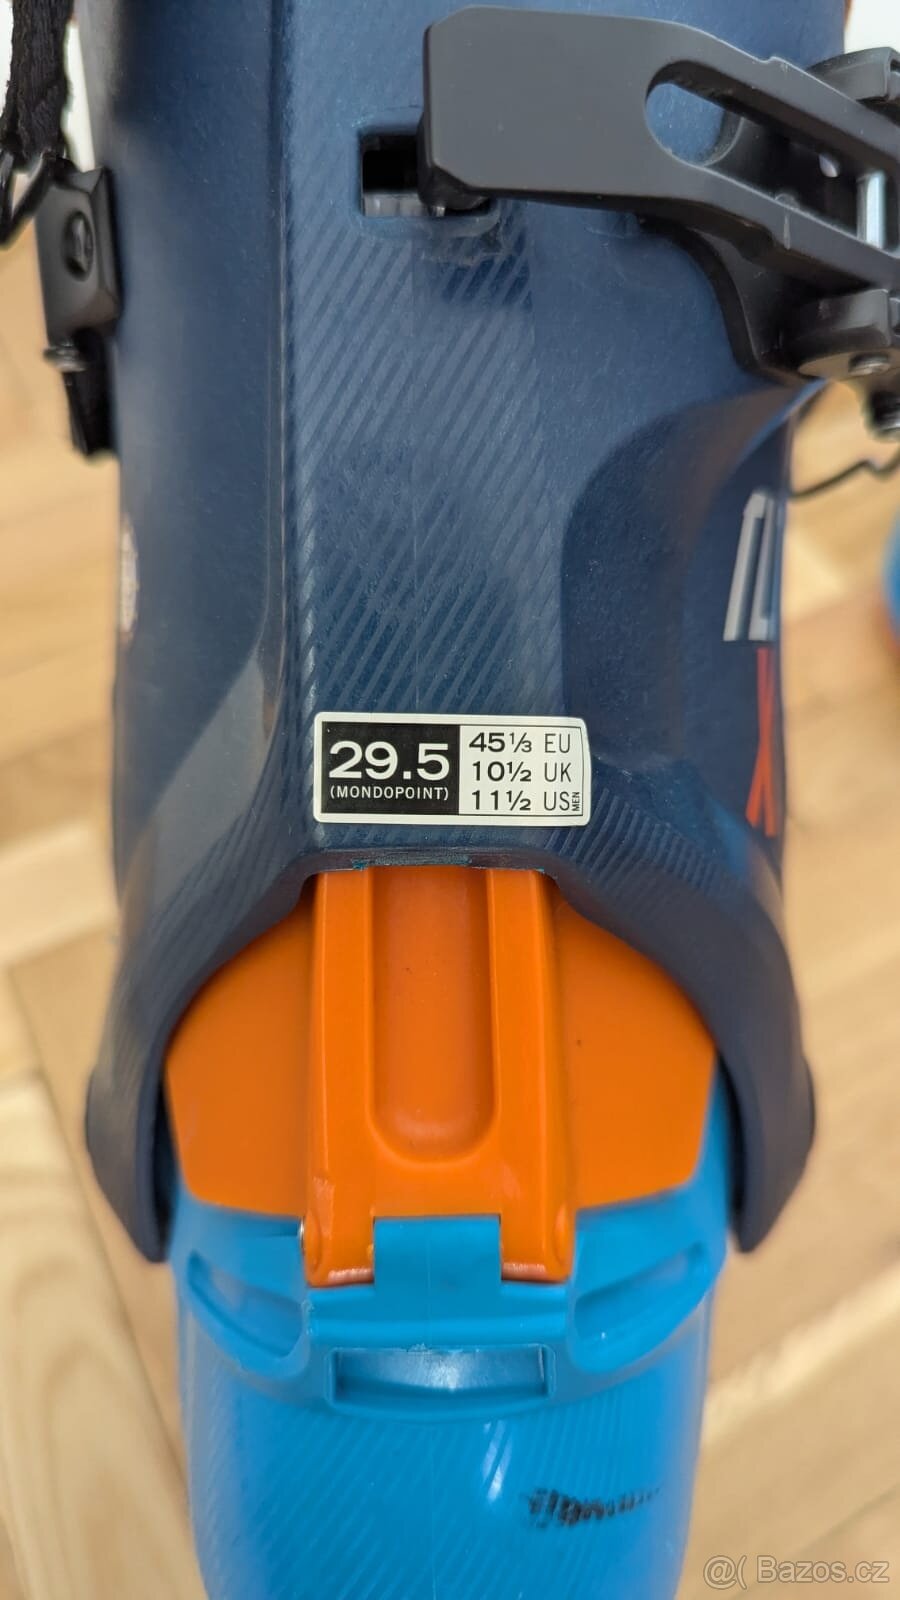 29.5
(MONDOPOINT)
45⅓ EU
10½ UK
11½ US MEN
X
@( Bazos.cz